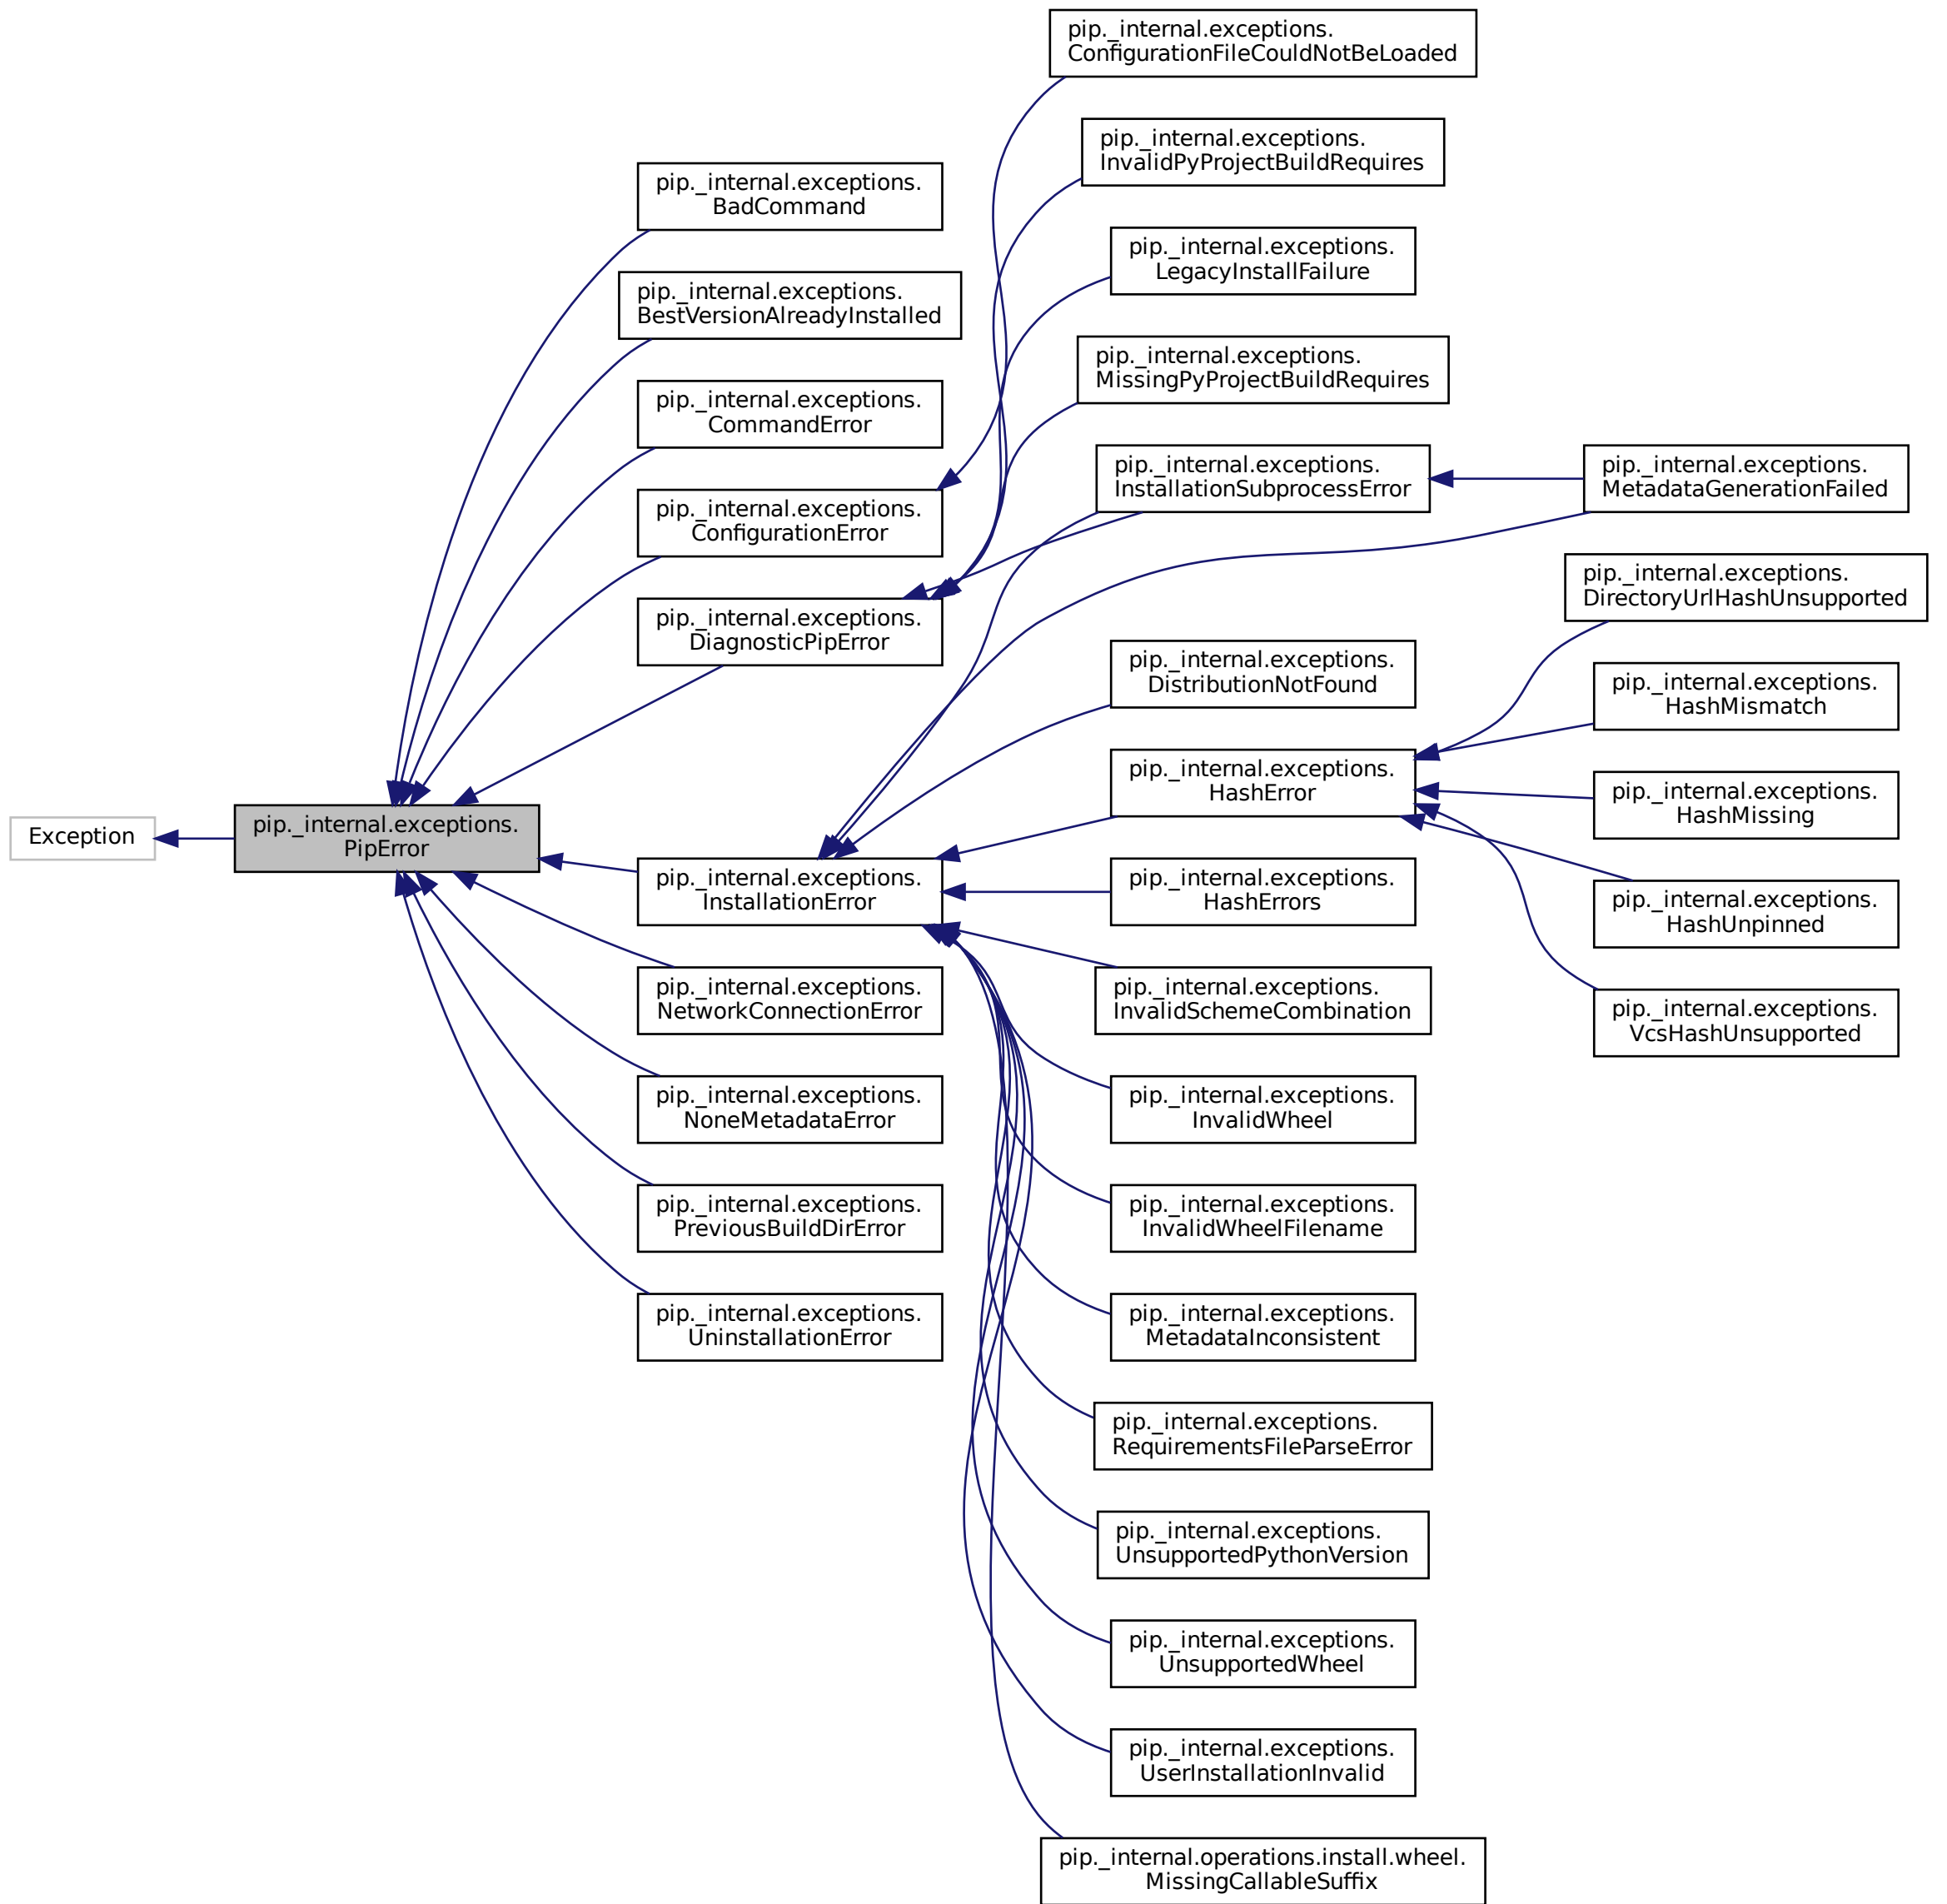 Exception
pip._internal.exceptions.
PipError
pip._internal.exceptions.
BadCommand
pip._internal.exceptions.
BestVersionAlreadyInstalled
pip._internal.exceptions.
CommandError
pip._internal.exceptions.
ConfigurationError
pip._internal.exceptions.
DiagnosticPipError
pip._internal.exceptions.
InstallationError
pip._internal.exceptions.
NetworkConnectionError
pip._internal.exceptions.
NoneMetadataError
pip._internal.exceptions.
PreviousBuildDirError
pip._internal.exceptions.
UninstallationError
pip._internal.exceptions.
ConfigurationFileCouldNotBeLoaded
pip._internal.exceptions.
InvalidPyProjectBuildRequires
pip._internal.exceptions.
LegacyInstallFailure
pip._internal.exceptions.
MissingPyProjectBuildRequires
pip._internal.exceptions.
InstallationSubprocessError
pip._internal.exceptions.
DistributionNotFound
pip._internal.exceptions.
HashError
pip._internal.exceptions.
HashErrors
pip._internal.exceptions.
InvalidSchemeCombination
pip._internal.exceptions.
InvalidWheel
pip._internal.exceptions.
InvalidWheelFilename
pip._internal.exceptions.
MetadataInconsistent
pip._internal.exceptions.
RequirementsFileParseError
pip._internal.exceptions.
UnsupportedPythonVersion
pip._internal.exceptions.
UnsupportedWheel
pip._internal.exceptions.
UserInstallationInvalid
pip._internal.operations.install.wheel.
MissingCallableSuffix
pip._internal.exceptions.
MetadataGenerationFailed
pip._internal.exceptions.
DirectoryUrlHashUnsupported
pip._internal.exceptions.
HashMismatch
pip._internal.exceptions.
HashMissing
pip._internal.exceptions.
HashUnpinned
pip._internal.exceptions.
VcsHashUnsupported